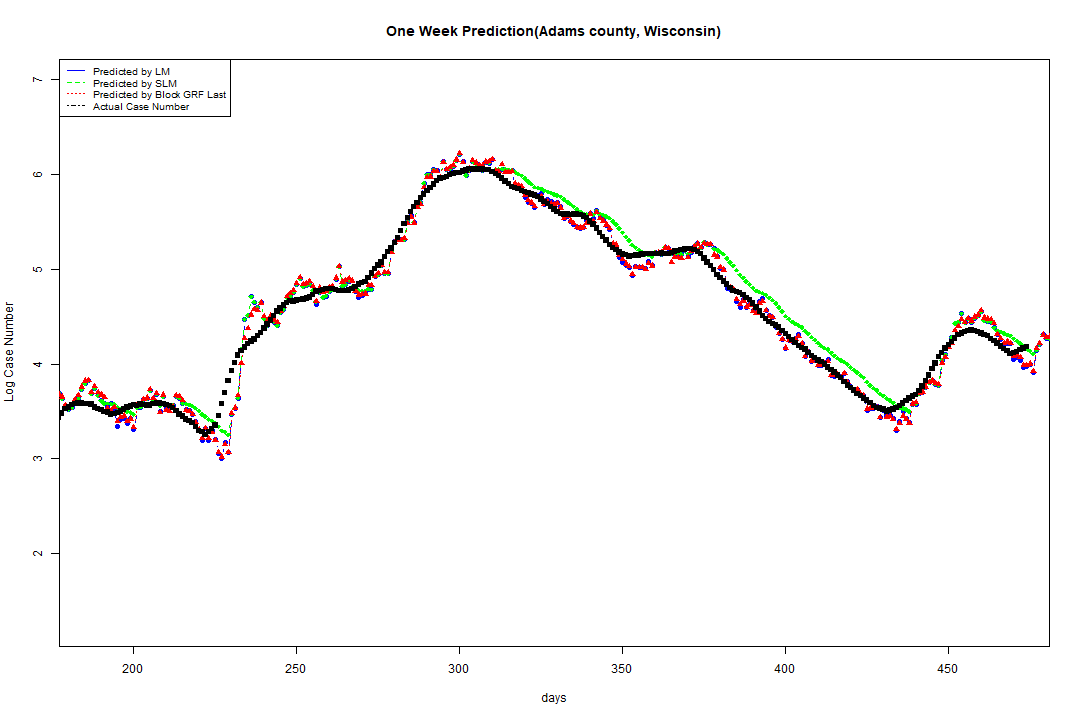 One Week Prediction(Adams county, Wisconsin)
Predicted by LM
Predicted by SLM
Predicted by Block GRF Last
Actual Case Number
7
6
5
4
3
2
Log Case Number
200 250 300 350 400 450
days